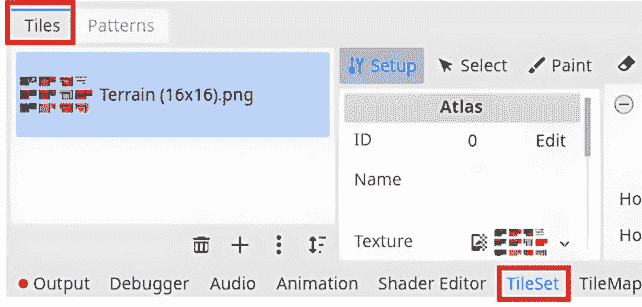 Tiles Patterns
Terrain (16x16).png
Setup Select Paint
Atlas
ID 0 Edit
Name
Ho
Texture
Ho
Output Debugger Audio Animation Shader Editor TileSet TileMap